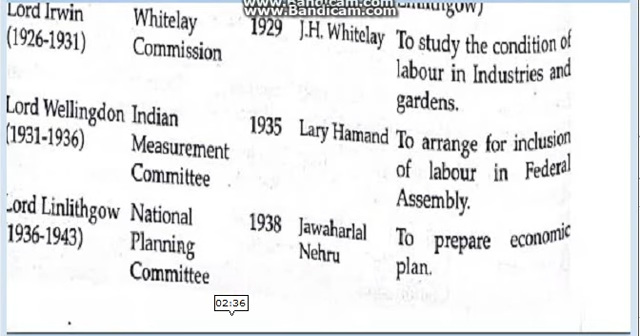 www.Bandicam.com
Lord Irwin Whitelay 1929 J.H. Whitelay To study the condition of
(1926-1931) Commission labour in Industries and
gardens.
Lord Wellingdon Indian 1935 Lary Hamand To arrange for inclusion
(1931-1936) Measurement of labour in Federal
Committee Assembly.
Lord Linlithgow National 1938 Jawaharlal To prepare economic
1936-1943) Planning Nehru plan.
Committee
02:36